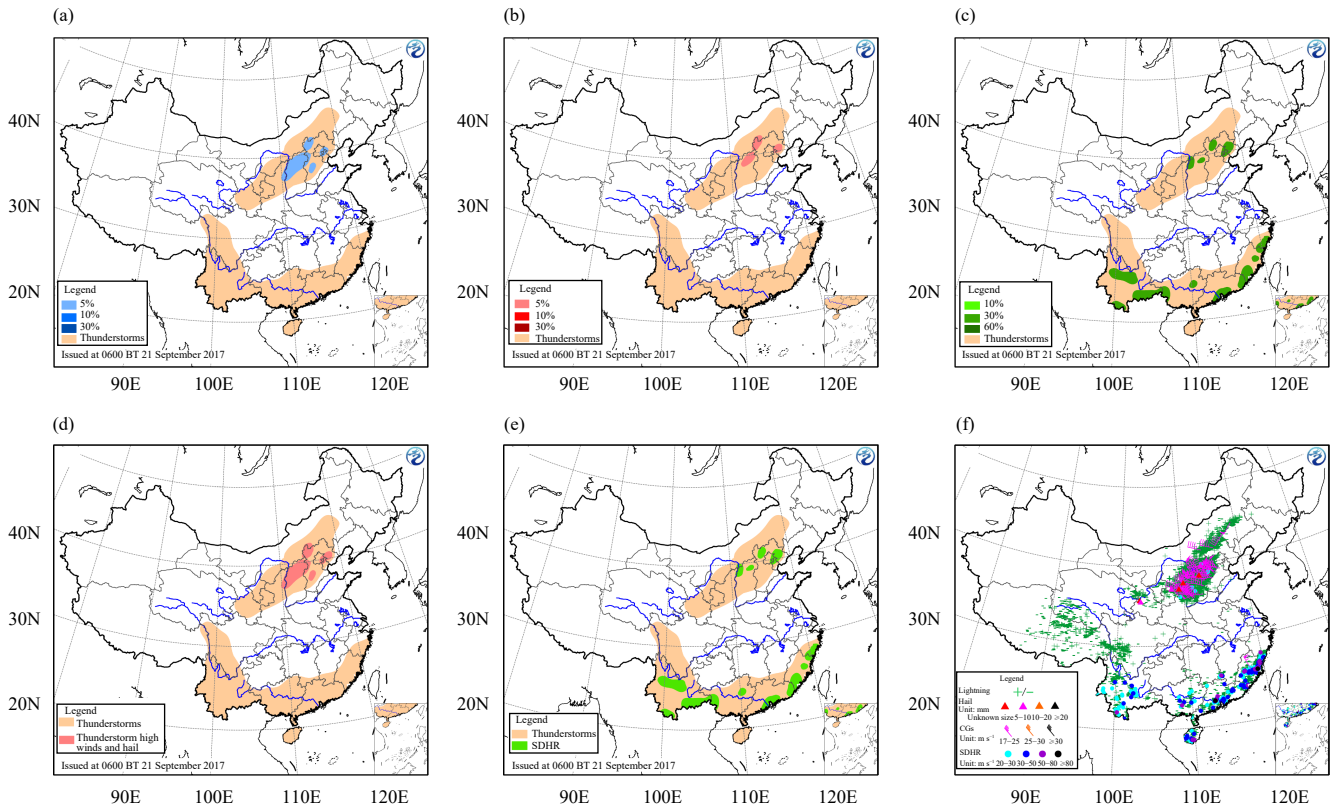 (a)
(b)
(c)
40N
30N
20N
Legend
5%
10%
30%
Thunderstorms
Issued at 0600 BT 21 September 2017
90E 100E 110E 120E
40N
30N
20N
Legend
5%
10%
30%
Thunderstorms
Issued at 0600 BT 21 September 2017
90E 100E 110E 120E
40N
30N
20N
Legend
10%
30%
60%
Thunderstorms
Issued at 0600 BT 21 September 2017
90E 100E 110E 120E
(d)
(e)
(f)
40N
30N
20N
Legend
Thunderstorms
Thunderstorm high
winds and hail
Issued at 0600 BT 21 September 2017
90E 100E 110E 120E
40N
30N
20N
Legend
Thunderstorms
SDHR
Issued at 0600 BT 21 September 2017
90E 100E 110E 120E
40N
30N
20N
Legend
Lightning +/−
Hail
Unit: mm
Unknown size 5−10 10−20 ≥20
CGs
Unit: m s⁻¹ 17−25 25−30 ≥30
SDHR
Unit: m s⁻¹ 20−30 30−50 50−80 ≥80
90E 100E 110E 120E